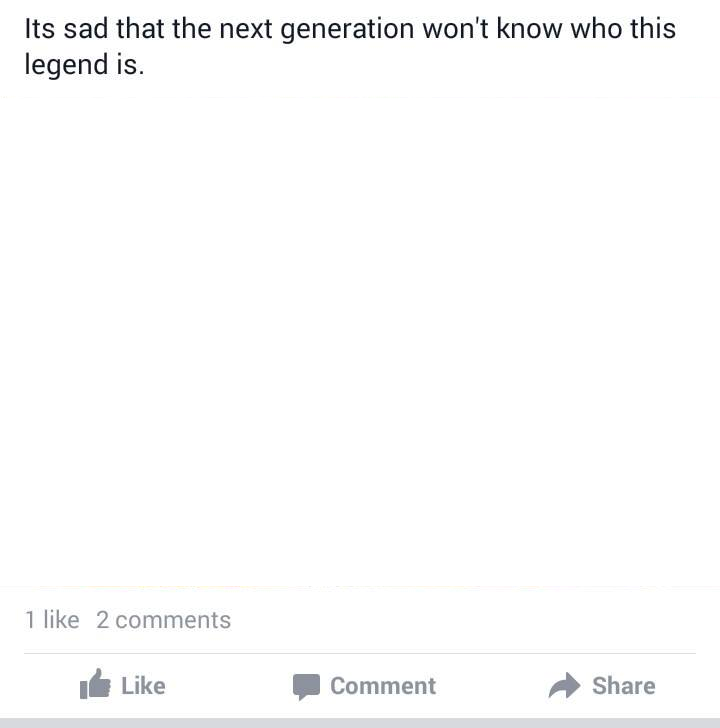 Its sad that the next generation won't know who this
legend is.
1 like 2 comments
Like Comment Share